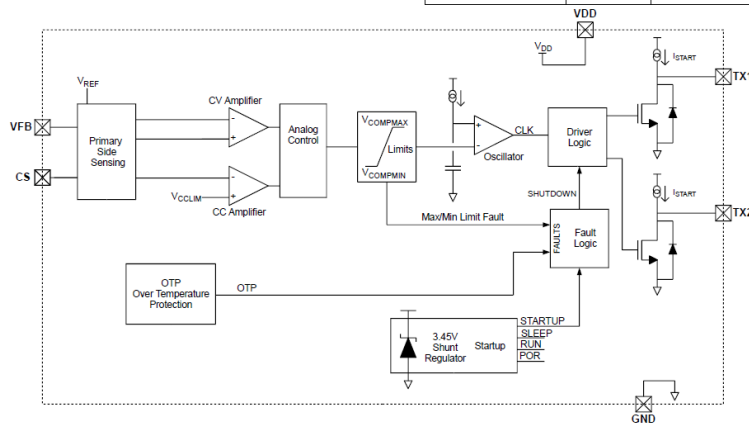 VDD
VDD
ISTART
TX1
VREF
CV Amplifier
VFB
-
+
Primary
Side
Sensing
Analog
Control
VCOMPMAX
Limits
VCOMPMIN
+
-
CLK
Oscillator
Driver
Logic
CS
-
VCCLIM
+
CC Amplifier
SHUTDOWN
ISTART
TX2
Max/Min Limit Fault
FAULTS
Fault
Logic
OTP
Over Temperature
Protection
OTP
3.45V
Shunt
Regulator
Startup
STARTUP
SLEEP
RUN
POR
GND